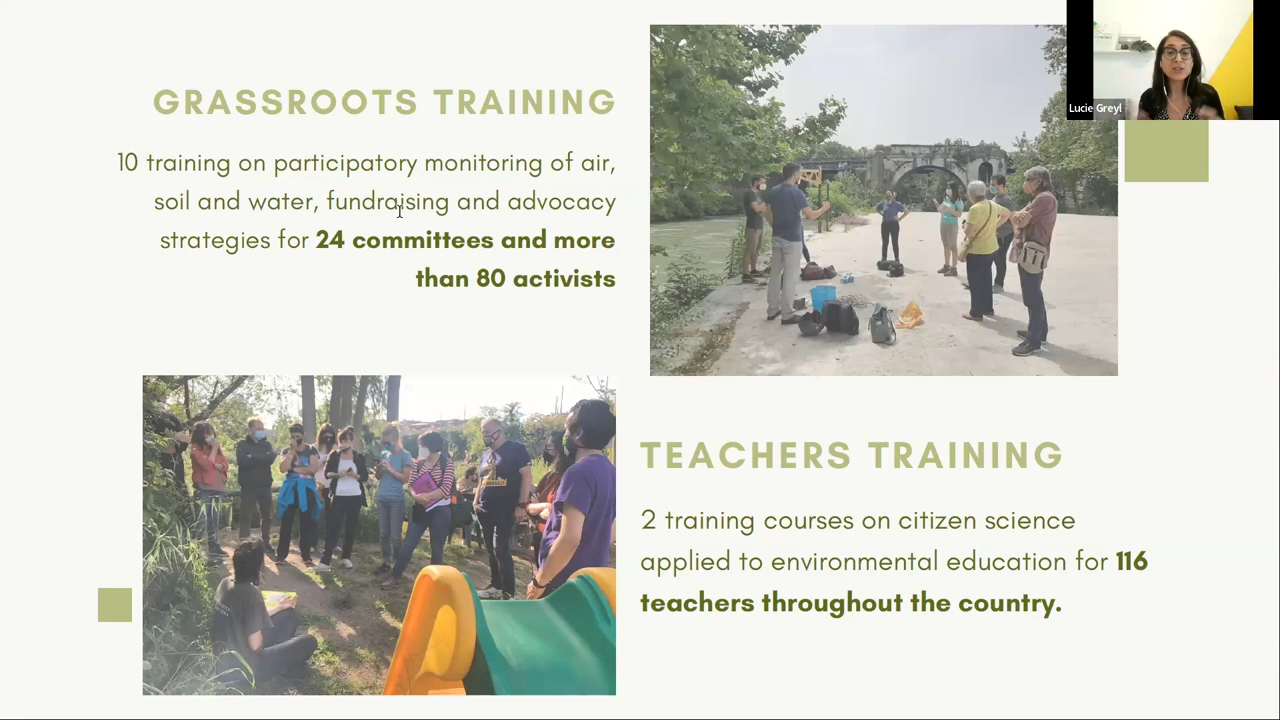 GRASSROOTS TRAINING
10 training on participatory monitoring of air,
soil and water, fundraising and advocacy
strategies for 24 committees and more
than 80 activists
Lucie Greyl
TEACHERS TRAINING
2 training courses on citizen science
applied to environmental education for 116
teachers throughout the country.